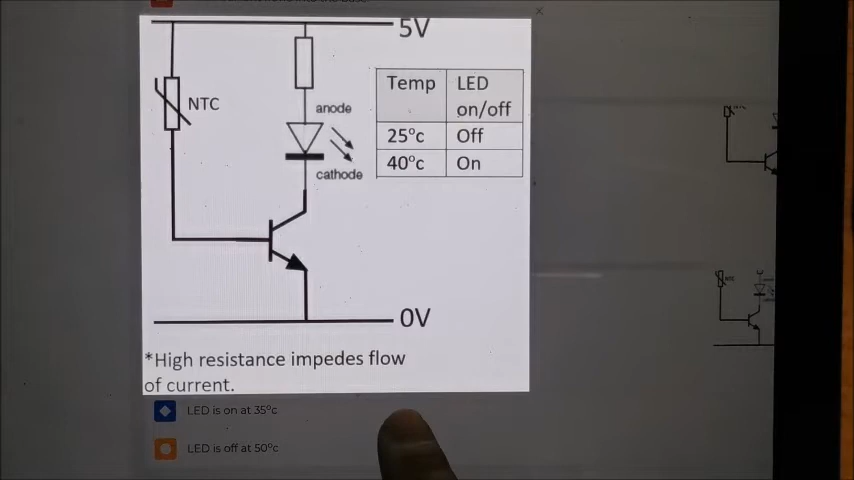 5V
NTC
anode
cathode
Temp LED on/off
25°c Off
40°c On
0V
*High resistance impedes flow
of current.
LED is on at 35°c
LED is off at 50°c